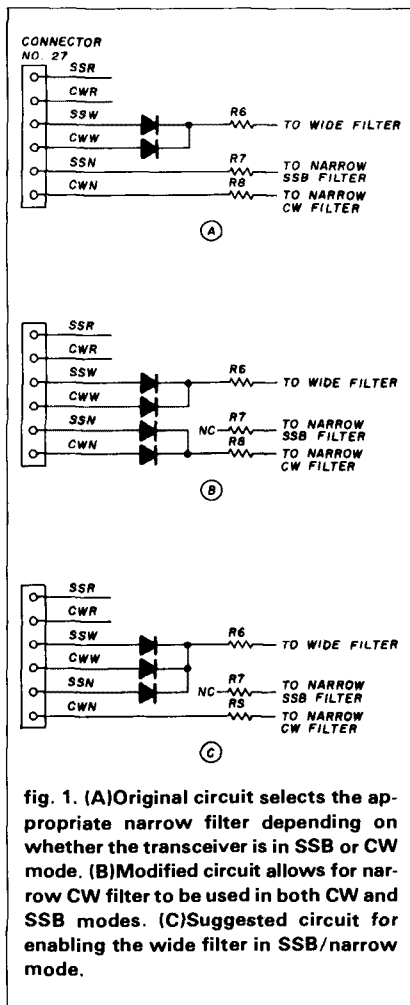 CONNECTOR
NO. 27
SSR
CWR
SSW
CWW
SSN
CWN
R6
TO WIDE FILTER
R7
TO NARROW
SSB FILTER
R8
TO NARROW
CW FILTER
A
SSR
CWR
SSW
CWW
SSN
CWN
R6
TO WIDE FILTER
NC
R7
TO NARROW
SSB FILTER
R8
TO NARROW
CW FILTER
B
SSR
CWR
SSW
CWW
SSN
CWN
R6
TO WIDE FILTER
NC
R7
TO NARROW
SSB FILTER
RS
TO NARROW
CW FILTER
C
fig. 1. (A)Original circuit selects the ap-
propriate narrow filter depending on
whether the transceiver is in SSB or CW
mode. (B)Modified circuit allows for nar-
row CW filter to be used in both CW and
SSB modes. (C)Suggested circuit for
enabling the wide filter in SSB/narrow
mode.